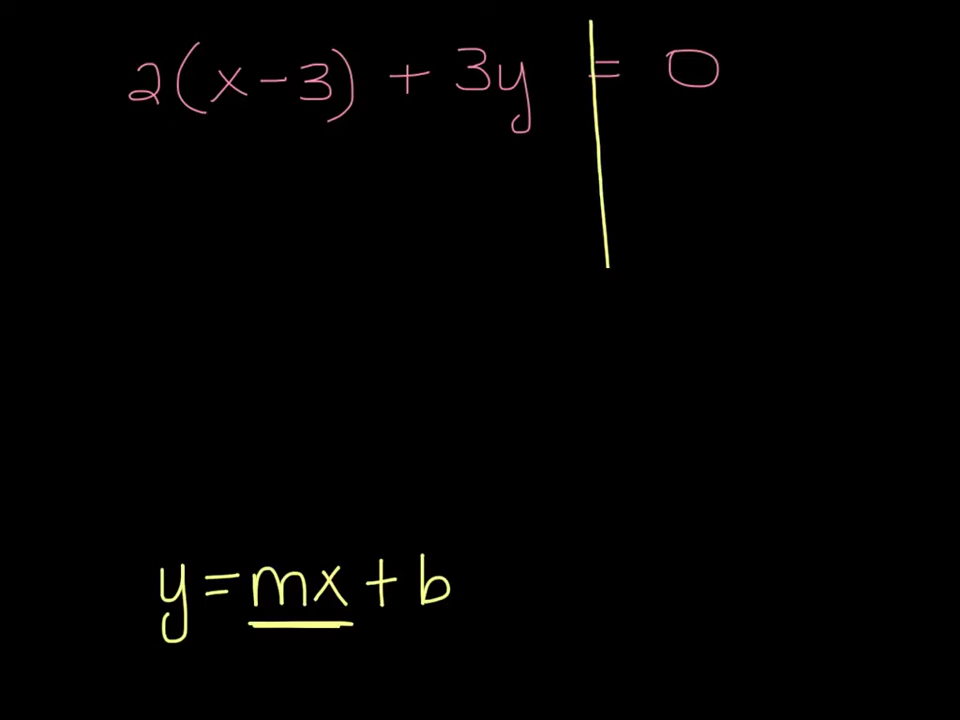 2(x-3) + 3y = 0
y = mx + b